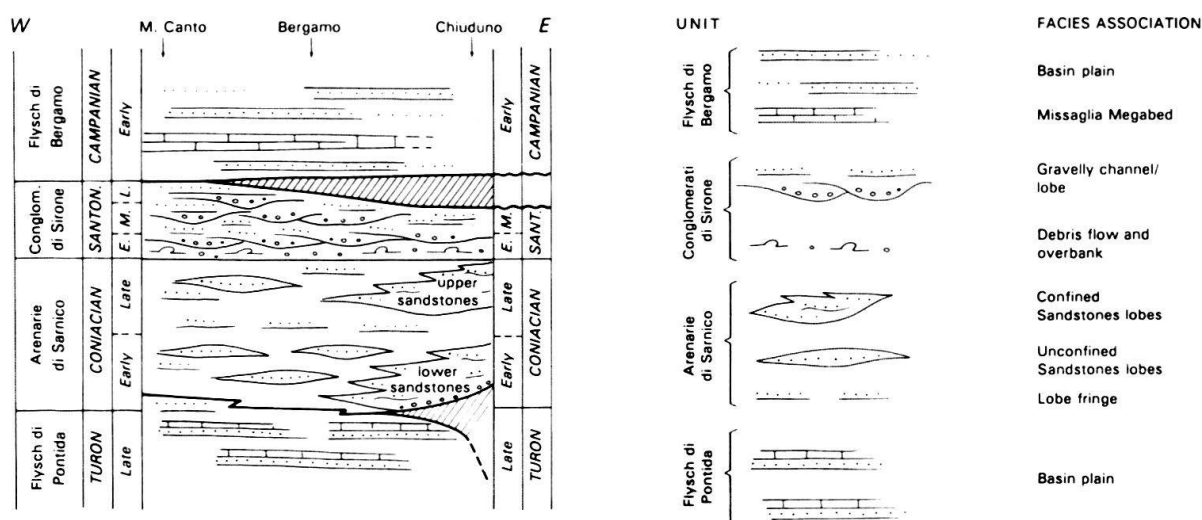 W
M. Canto
Bergamo
Chiuduno
E
UNIT
FACIES ASSOCIATION
Flysch di
Bergamo
CAMPANIAN
Early
Early
CAMPANIAN
Conglom.
di Sirone
SANTON.
E. M. L.
E. M.
SANT.
Arenarie
di Sarnico
CONIACIAN
Early
Late
upper
sandstones
lower
sandstones
Early
Late
CONIACIAN
Flysch di
Pontida
TURON
Late
Late
TURON
Flysch di
Bergamo
Basin plain
Missaglia Megabed
Conglomerati
di Sirone
Gravelly channel/
lobe
Debris flow and
overbank
Arenarie
di Sarnico
Confined
Sandstones lobes
Unconfined
Sandstones lobes
Lobe fringe
Flysch di
Pontida
Basin plain